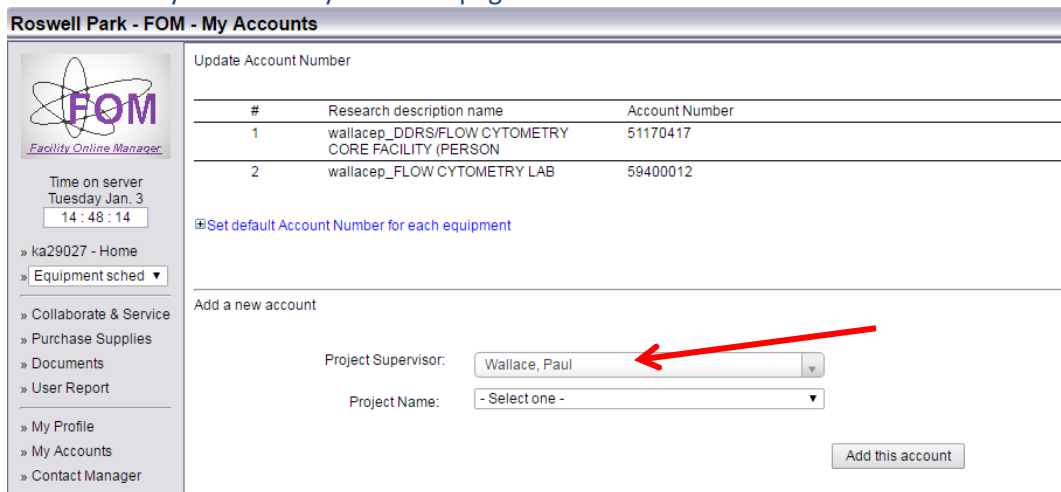 Roswell Park - FOM - My Accounts
FOM
Facility Online Manager
Time on server
Tuesday Jan. 3
14 : 48 : 14
» ka29027 - Home
» Equipment sched
» Collaborate & Service
» Purchase Supplies
» Documents
» User Report
» My Profile
» My Accounts
» Contact Manager
Update Account Number
# Research description name Account Number
1 wallacep_DDRS/FLOW CYTOMETRY 51170417
CORE FACILITY (PERSON
2 wallacep_FLOW CYTOMETRY LAB 59400012
Set default Account Number for each equipment
Add a new account
Project Supervisor: Wallace, Paul
Project Name: - Select one -
Add this account